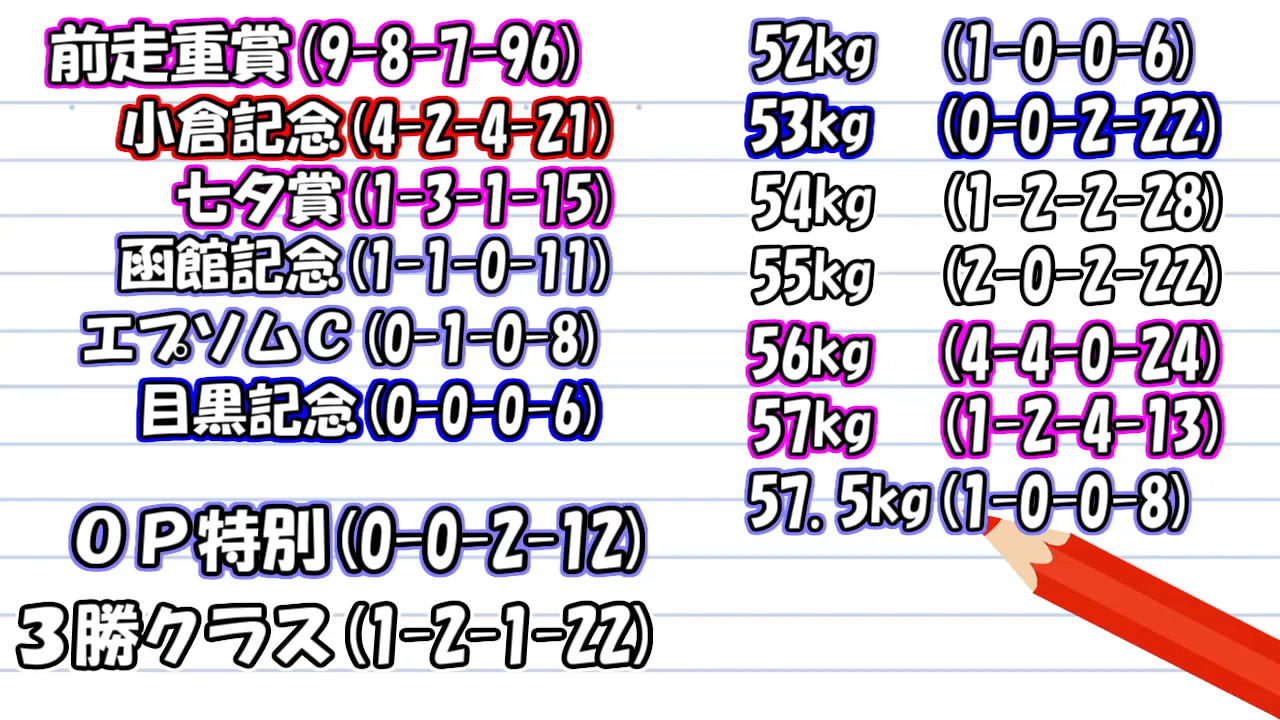 前走重賞(9-8-7-96)
小倉記念(4-2-4-21)
七夕賞(1-3-1-15)
函館記念(1-1-0-11)
エプソムC(0-1-0-8)
目黒記念(0-0-0-6)
OP特別(0-0-2-12)
3勝クラス(1-2-1-22)
52kg (1-0-0-6)
53kg (0-0-2-22)
54kg (1-2-2-28)
55kg (2-0-2-22)
56kg (4-4-0-24)
57kg (1-2-4-13)
57.5kg(1-0-0-8)